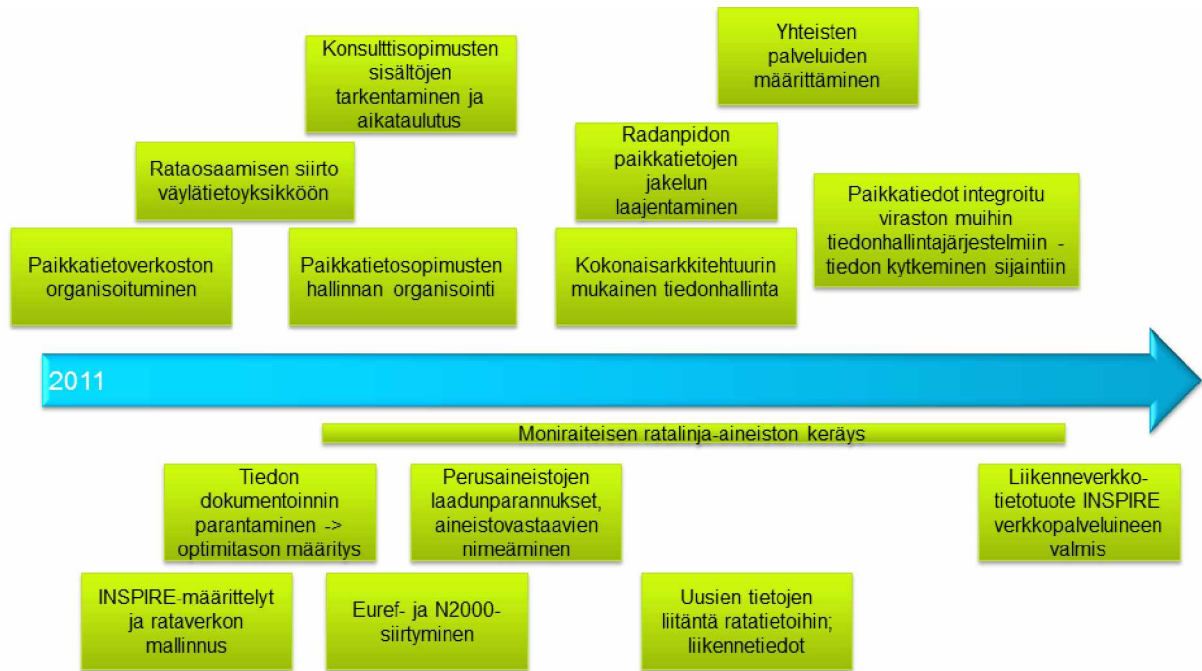 Konsulttisopimusten
sisältöjen
tarkentaminen ja
aikataulutus
Yhteisten
palveluiden
määrittäminen
Rataosaamisen siirto
väylätietoyksikköön
Radanpidon
paikkatietojen
jakelun
laajentaminen
Paikkatiedot integroitu
viraston muihin
tiedonhallintajärjestelmiin -
tiedon kytkeminen sijaintiin
Paikkatietoverkoston
organisoituminen
Paikkatietosopimusten
hallinnan organisointi
Kokonaisarkkitehtuurin
mukainen tiedonhallinta
2011
Moniraiteisen ratalinja-aineiston keräys
Tiedon
dokumentoinnin
parantaminen ->
optimitason määritys
Perusaineistojen
laadunparannukset,
aineistovastaavien
nimeäminen
Liikenneverkko-
tietotuote INSPIRE
verkkopalveluineen
valmis
INSPIRE-määrittelyt
ja rataverkon
mallinnus
Euref- ja N2000-
siirtyminen
Uusien tietojen
liitäntä ratatietoihin;
liikennetiedot